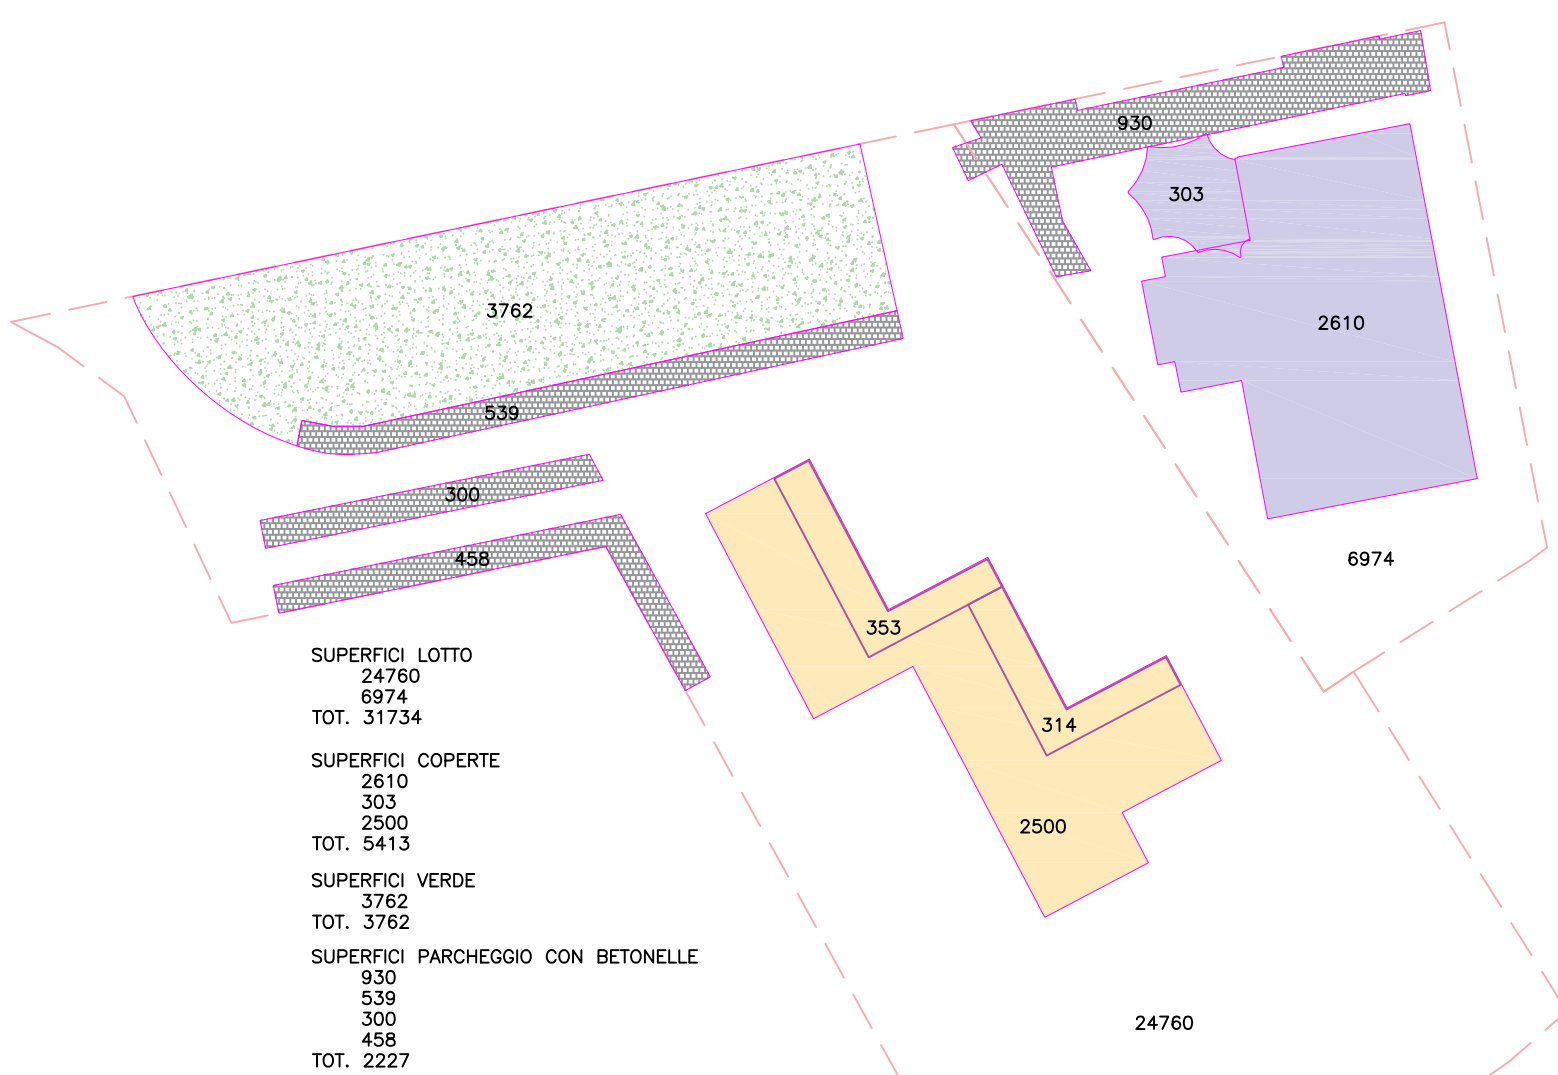 930
303
3762
2610
539
300
458
6974
353
314
2500
24760
SUPERFICI LOTTO
24760
6974
TOT. 31734
SUPERFICI COPERTE
2610
303
2500
TOT. 5413
SUPERFICI VERDE
3762
TOT. 3762
SUPERFICI PARCHEGGIO CON BETONELLE
930
539
300
458
TOT. 2227